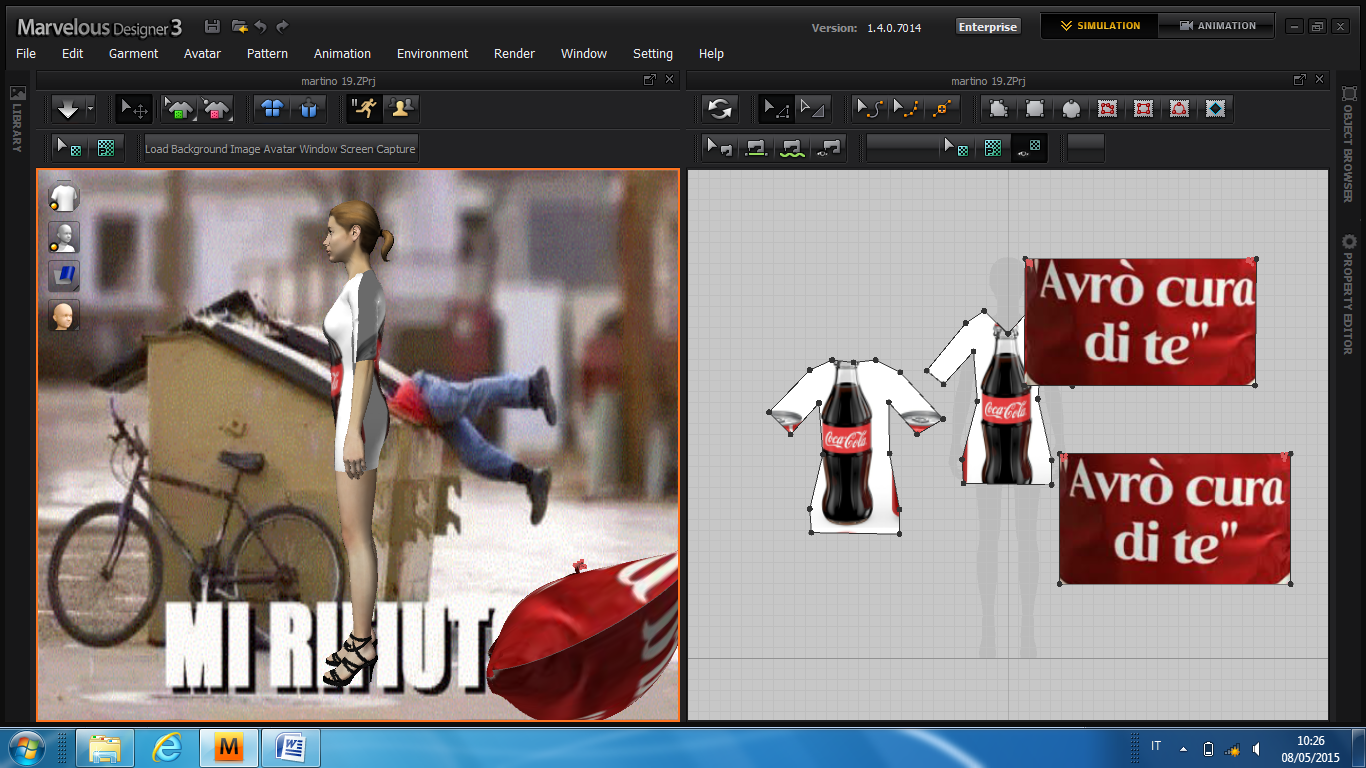 Marvelous Designer 3
Version: 1.4.0.7014
Enterprise
SIMULATION
ANIMATION
File Edit Garment Avatar Pattern Animation Environment Render Window Setting Help
martino 19.ZPrj
martino 19.ZPrj
LIBRARY
Load Background Image Avatar Window Screen Capture
OBJECT BROWSER
PROPERTY EDITOR
"Avrò cura
di te"
Coca-Cola
Coca-Cola
"Avrò cura
di te"
IT
10:26
08/05/2015